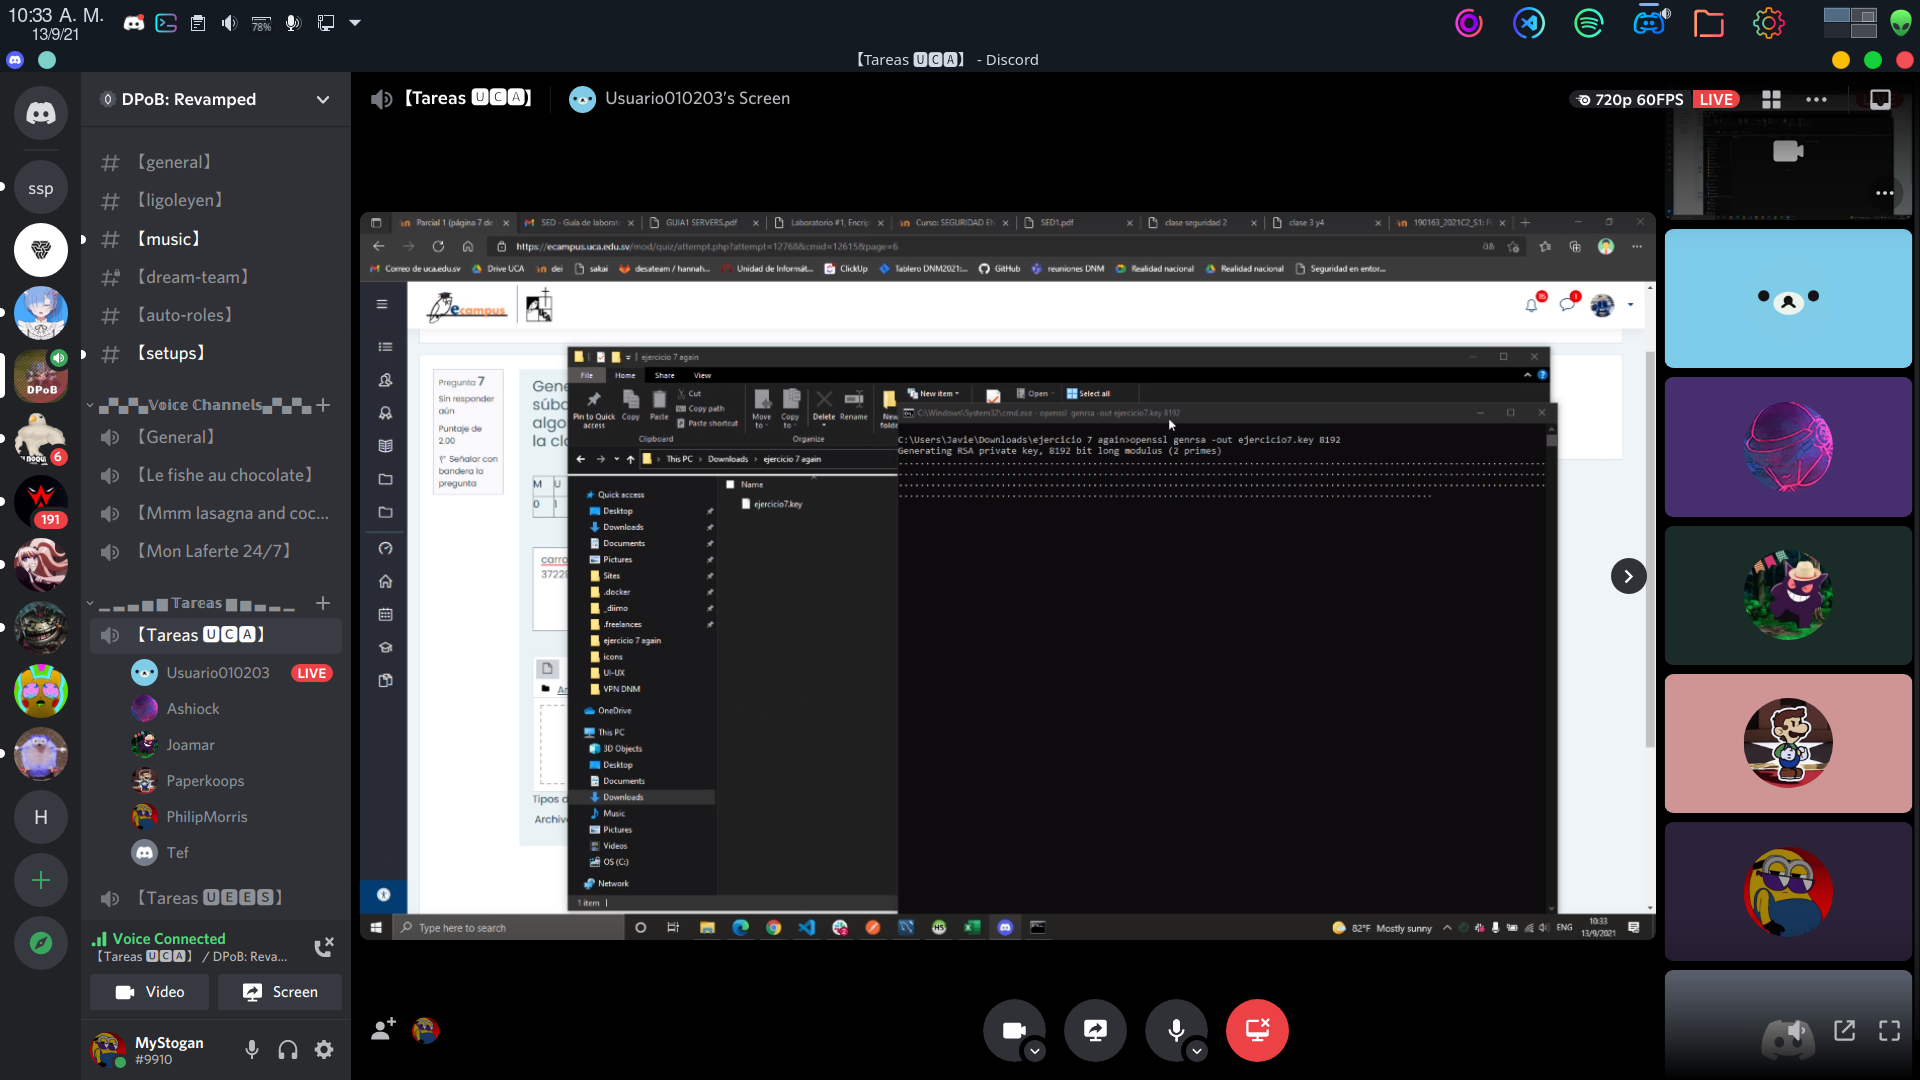 10:33 A. M.
13/9/21
78%
【Tareas 🆄🅲🅰】 - Discord
DPoB: Revamped
【general】
【ligoleyen】
【music】
【dream-team】
【auto-roles】
【setups】
Voice Channels
【General】
【Le fishe au chocolate】
【Mmm lasagna and coc...
【Mon Laferte 24/7】
Tareas
【Tareas 🆄🅲🅰】
Usuario010203 LIVE
Ashiock
Joamar
Paperkoops
PhilipMorris
Tef
【Tareas 🆄🅴🅴🆂】
Voice Connected
【Tareas 🆄🅲🅰】 / DPoB: Reva...
Video
Screen
MyStogan
#9910
ssp
DPoB
6
191
H
【Tareas 🆄🅲🅰】
Usuario010203's Screen
720p 60FPS LIVE
Parcial 1 (página 7 de
SED - Guía de laborat
GUIA1 SERVERS.pdf
Laboratorio #1, Encrip
Curso: SEGURIDAD EN
SED1.pdf
clase seguridad 2
clase 3 y4
190163_2021C2_S1: P
https://ecampus.uca.edu.sv/mod/quiz/attempt.php?attempt=12768&cmid=12615&page=6
Correo de uca.edu.sv
Drive UCA
dei
sakai
desateam / hannah...
Unidad de Informát...
ClickUp
Tablero DNM2021:...
GitHub
reuniones DNM
Realidad nacional
Realidad nacional
Seguridad en entor...
ecampus
15
1
Pregunta 7
Sin responder
aún
Puntaje de
2.00
Señalar con
bandera la
pregunta
Gene
súbo
algo
la cl
M U
0 1
carro
3722
Tipos d
Archiv
ejercicio 7 again
File Home Share View
Pin to Quick
access
Copy
Paste
Cut
Copy path
Paste shortcut
Clipboard
Move
to
Copy
to
Delete
Rename
Organize
New
folder
New item
Open
Select all
This PC > Downloads > ejercicio 7 again
Quick access
Desktop
Downloads
Documents
Pictures
Sites
.docker
_diimo
.freelances
ejercicio 7 again
icons
UI-UX
VPN DNM
OneDrive
This PC
3D Objects
Desktop
Documents
Downloads
Music
Pictures
Videos
OS (C:)
Network
1 item
Name
ejercicio7.key
C:\Windows\System32\cmd.exe - openssl genrsa -out ejercicio7.key 8192
C:\Users\Javie\Downloads\ejercicio 7 again>openssl genrsa -out ejercicio7.key 8192
Generating RSA private key, 8192 bit long modulus (2 primes)
Type here to search
82°F Mostly sunny
ENG
10:33
13/9/2021